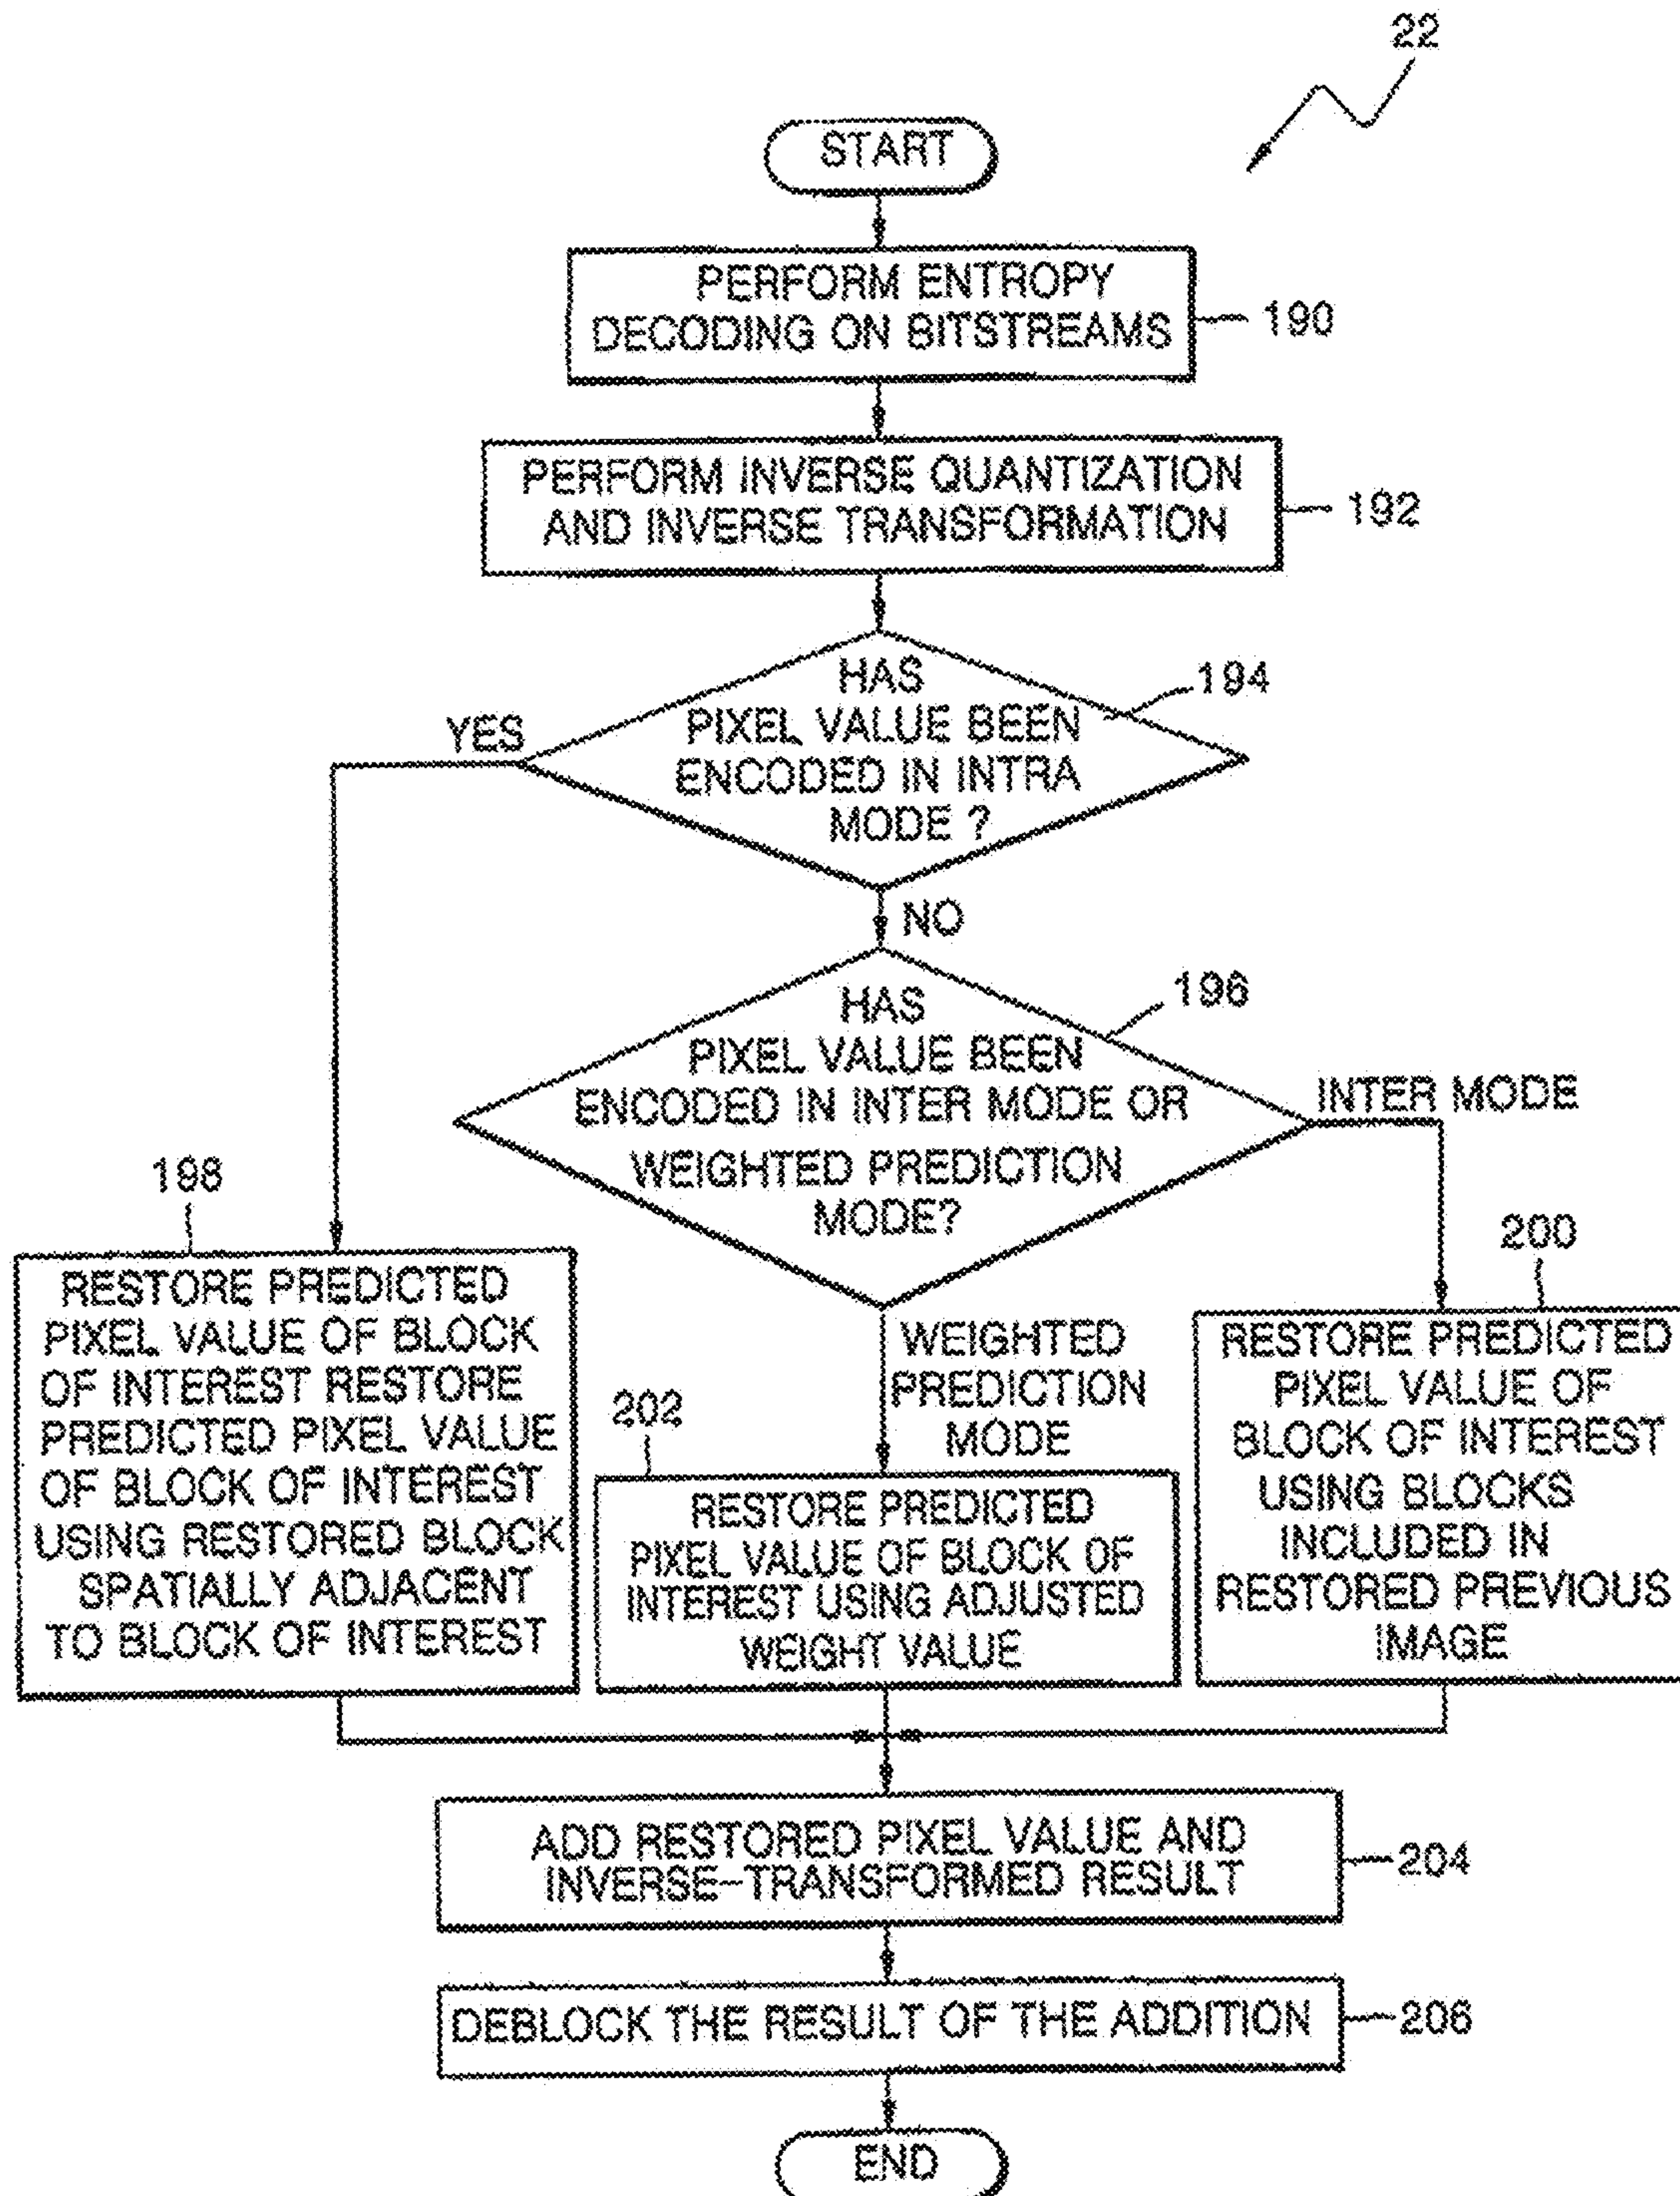 22
START
PERFORM ENTROPY
DECODING ON BITSTREAMS
190
PERFORM INVERSE QUANTIZATION
AND INVERSE TRANSFORMATION
192
HAS
PIXEL VALUE BEEN
ENCODED IN INTRA
MODE ?
194
YES
NO
HAS
PIXEL VALUE BEEN
ENCODED IN INTER MODE OR
WEIGHTED PREDICTION
MODE?
196
INTER MODE
WEIGHTED
PREDICTION
MODE
198
RESTORE PREDICTED
PIXEL VALUE OF BLOCK
OF INTEREST RESTORE
PREDICTED PIXEL VALUE
OF BLOCK OF INTEREST
USING RESTORED BLOCK
SPATIALLY ADJACENT
TO BLOCK OF INTEREST
202
RESTORE PREDICTED
PIXEL VALUE OF BLOCK OF
INTEREST USING ADJUSTED
WEIGHT VALUE
200
RESTORE PREDICTED
PIXEL VALUE OF
BLOCK OF INTEREST
USING BLOCKS
INCLUDED IN
RESTORED PREVIOUS
IMAGE
ADD RESTORED PIXEL VALUE AND
INVERSE-TRANSFORMED RESULT
204
DEBLOCK THE RESULT OF THE ADDITION
206
END